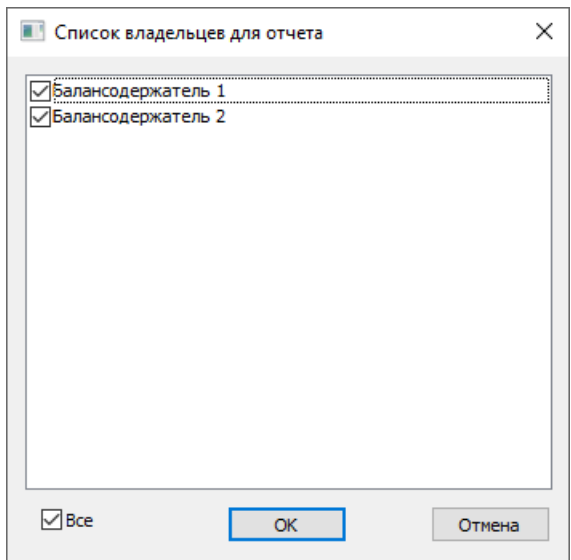 Список владельцев для отчета
Балансодержатель 1
Балансодержатель 2
Все
OK
Отмена